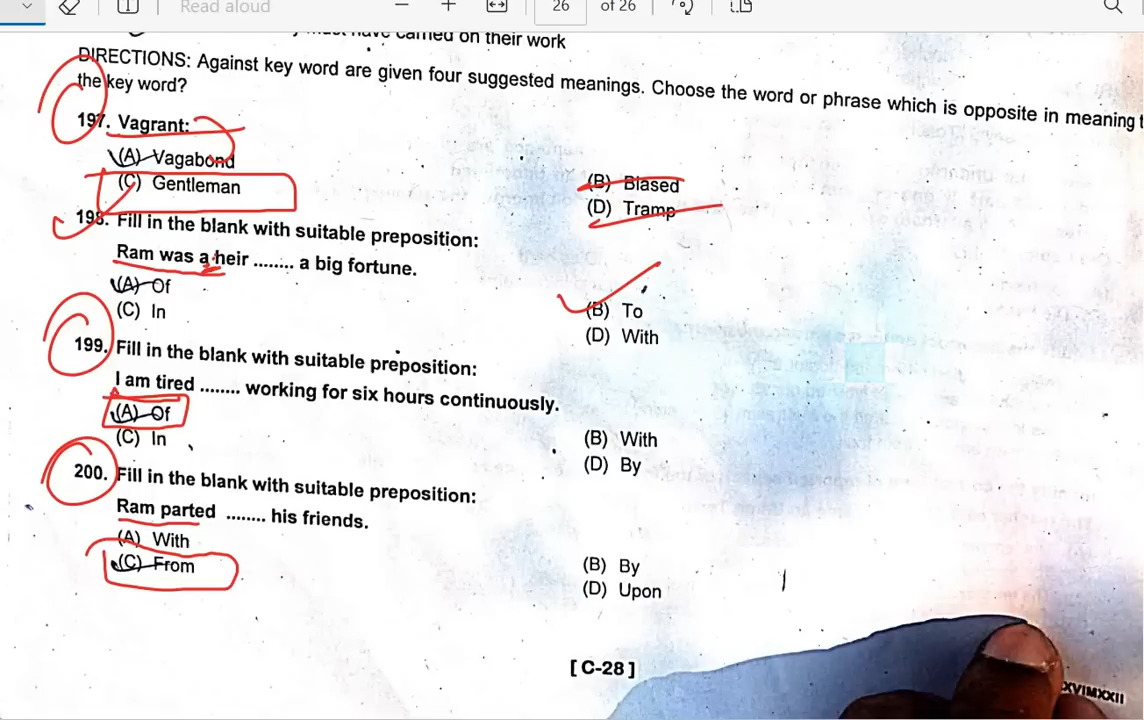 Read aloud
26 of 26
carried on their work
DIRECTIONS: Against key word are given four suggested meanings. Choose the word or phrase which is opposite in meaning t
the key word?
197. Vagrant:
(A) Vagabond
(B) Biased
(C) Gentleman
(D) Tramp
198. Fill in the blank with suitable preposition:
Ram was a heir ........ a big fortune.
(A) Of
(B) To
(C) In
(D) With
199. Fill in the blank with suitable preposition:
I am tired ........ working for six hours continuously.
(A) Of
(B) With
(C) In
(D) By
200. Fill in the blank with suitable preposition:
Ram parted ........ his friends.
(A) With
(B) By
(C) From
(D) Upon
[ C-28 ]
XVIMXXII